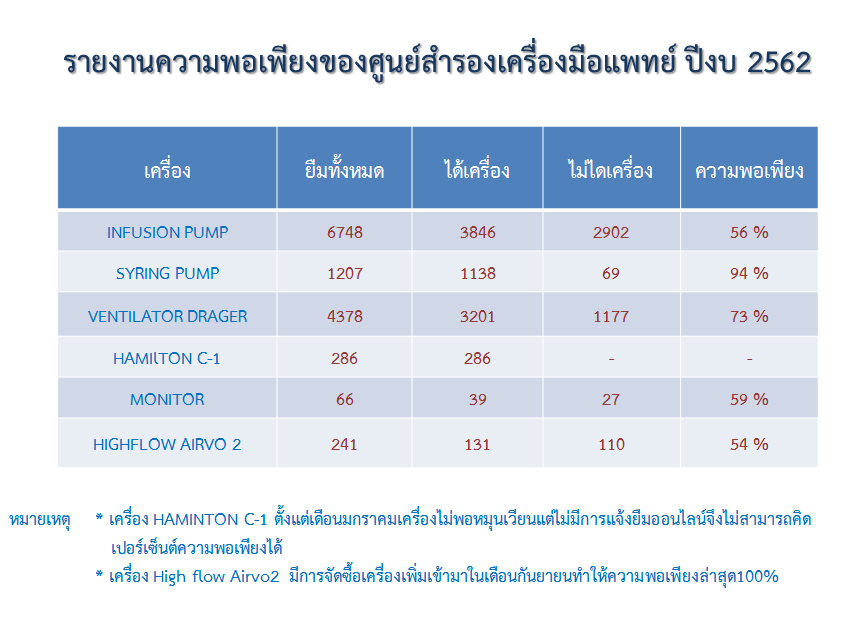 รายงานความพอเพียงของศูนย์สำรองเครื่องมือแพทย์ ปีงบ 2562
เครื่อง ยืมทั้งหมด ได้เครื่อง ไม่ไดเครื่อง ความพอเพียง
INFUSION PUMP 6748 3846 2902 56 %
SYRING PUMP 1207 1138 69 94 %
VENTILATOR DRAGER 4378 3201 1177 73 %
HAMIlTON C-1 286 286 - -
MONITOR 66 39 27 59 %
HIGHFLOW AIRVO 2 241 131 110 54 %
หมายเหตุ * เครื่อง HAMINTON C-1 ตั้งแต่เดือนมกราคมเครื่องไม่พอหมุนเวียนแต่ไม่มีการแจ้งยืมออนไลน์จึงไม่สามารถคิด
เปอร์เซ็นต์ความพอเพียงได้
* เครื่อง High flow Airvo2 มีการจัดซื้อเครื่องเพิ่มเข้ามาในเดือนกันยายนทำให้ความพอเพียงล่าสุด100%